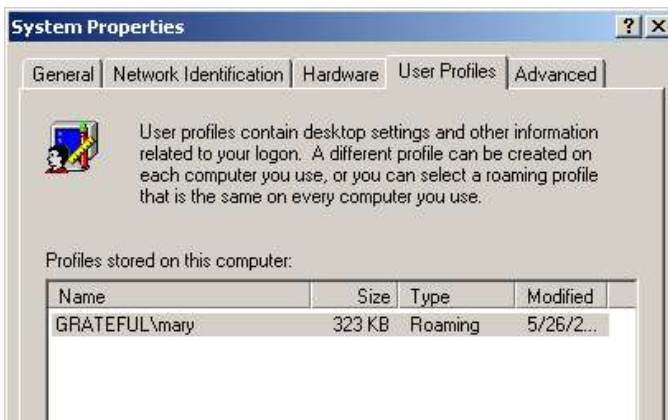 System Properties
? X
General Network Identification Hardware User Profiles Advanced
User profiles contain desktop settings and other information
related to your logon. A different profile can be created on
each computer you use, or you can select a roaming profile
that is the same on every computer you use.
Profiles stored on this computer:
Name Size Type Modified
GRATEFUL\mary 323 KB Roaming 5/26/2...